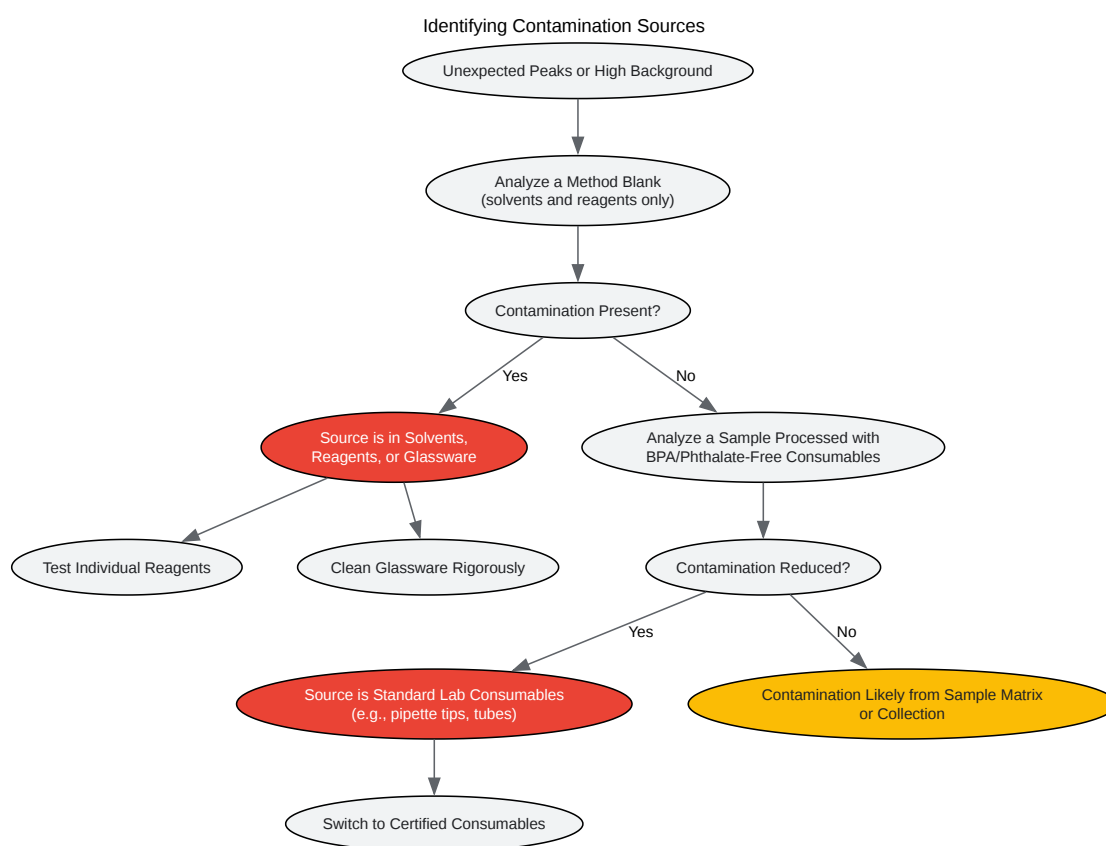 Identifying Contamination Sources
Unexpected Peaks or High Background
Analyze a Method Blank
(solvents and reagents only)
Contamination Present?
Yes
No
Source is in Solvents,
Reagents, or Glassware
Analyze a Sample Processed with
BPA/Phthalate-Free Consumables
Test Individual Reagents
Clean Glassware Rigorously
Contamination Reduced?
Yes
No
Source is Standard Lab Consumables
(e.g., pipette tips, tubes)
Contamination Likely from Sample Matrix
or Collection
Switch to Certified Consumables